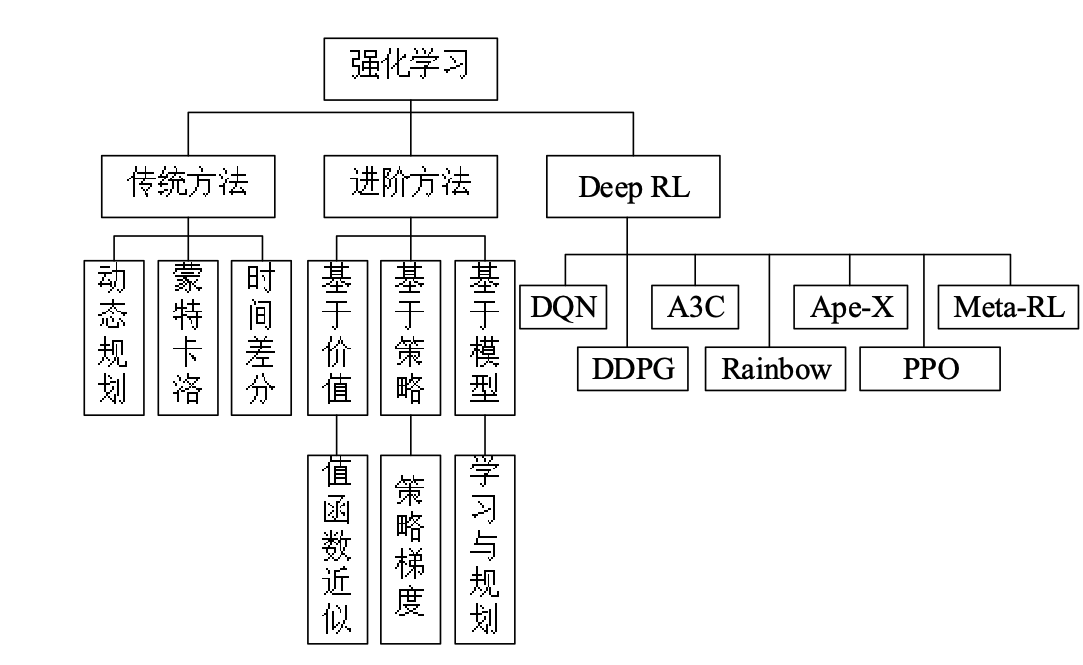 强化学习
传统方法
进阶方法
Deep RL
动态规划
蒙特卡洛
时间差分
基于价值
基于策略
基于模型
DQN
A3C
Ape-X
Meta-RL
DDPG
Rainbow
PPO
值函数近似
策略梯度
学习与规划